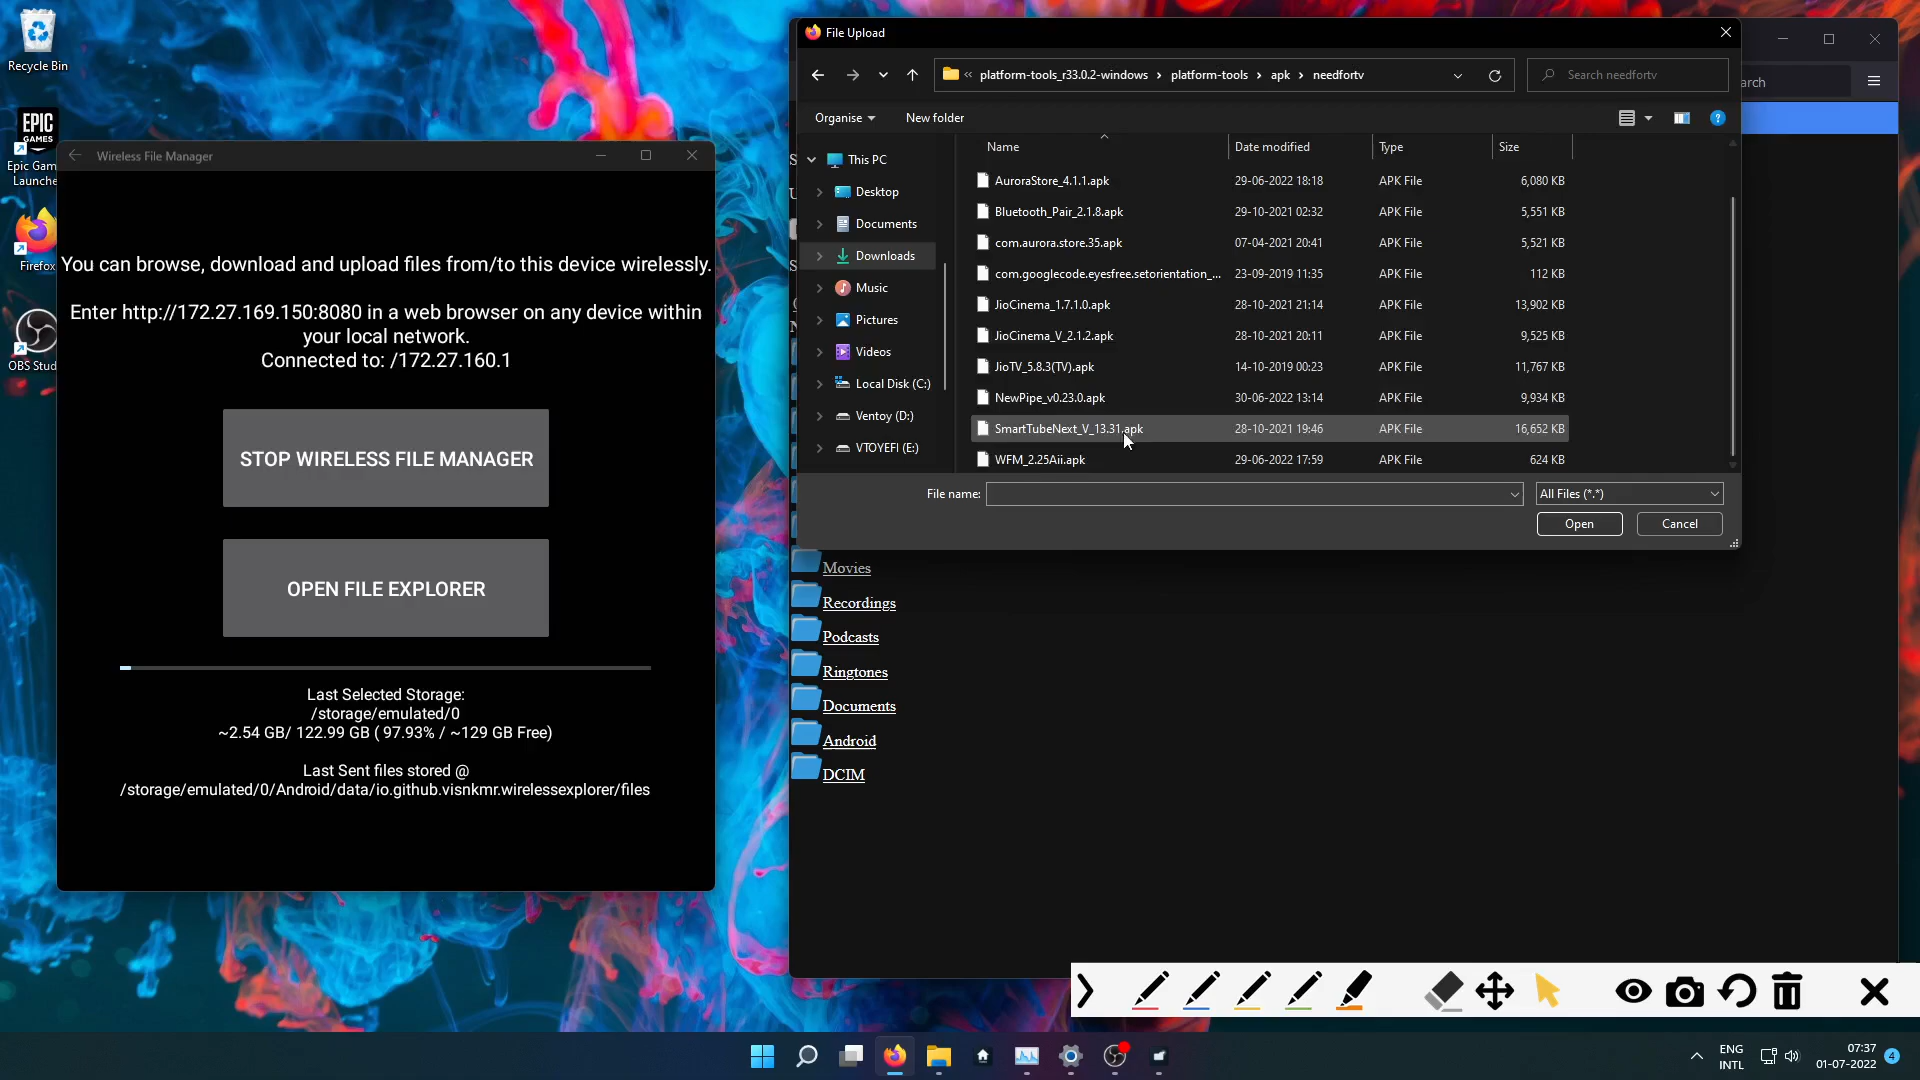 Recycle Bin
EPIC
GAMES
Epic Gam
Launche
Firefox
OBS Stud
Wireless File Manager
You can browse, download and upload files from/to this device wirelessly.
Enter http://172.27.169.150:8080 in a web browser on any device within
your local network.
Connected to: /172.27.160.1
STOP WIRELESS FILE MANAGER
OPEN FILE EXPLORER
Last Selected Storage:
/storage/emulated/0
~2.54 GB/ 122.99 GB ( 97.93% / ~129 GB Free)
Last Sent files stored @
/storage/emulated/0/Android/data/io.github.visnkmr.wirelessexplorer/files
File Upload
« platform-tools_r33.0.2-windows › platform-tools › apk › needfortv
Search needfortv
arch
Organise
New folder
This PC
Desktop
Documents
Downloads
Music
Pictures
Videos
Local Disk (C:)
Ventoy (D:)
VTOYEFI (E:)
Name Date modified Type Size
AuroraStore_4.1.1.apk 29-06-2022 18:18 APK File 6,080 KB
Bluetooth_Pair_2.1.8.apk 29-10-2021 02:32 APK File 5,551 KB
com.aurora.store.35.apk 07-04-2021 20:41 APK File 5,521 KB
com.googlecode.eyesfree.setorientation_... 23-09-2019 11:35 APK File 112 KB
JioCinema_1.7.1.0.apk 28-10-2021 21:14 APK File 13,902 KB
JioCinema_V_2.1.2.apk 28-10-2021 20:11 APK File 9,525 KB
JioTV_5.8.3(TV).apk 14-10-2019 00:23 APK File 11,767 KB
NewPipe_v0.23.0.apk 30-06-2022 13:14 APK File 9,934 KB
SmartTubeNext_V_13.31.apk 28-10-2021 19:46 APK File 16,652 KB
WFM_2.25Aii.apk 29-06-2022 17:59 APK File 624 KB
File name:
All Files (*.*)
Open
Cancel
Movies
Recordings
Podcasts
Ringtones
Documents
Android
DCIM
ENG
INTL
07:37
01-07-2022
4